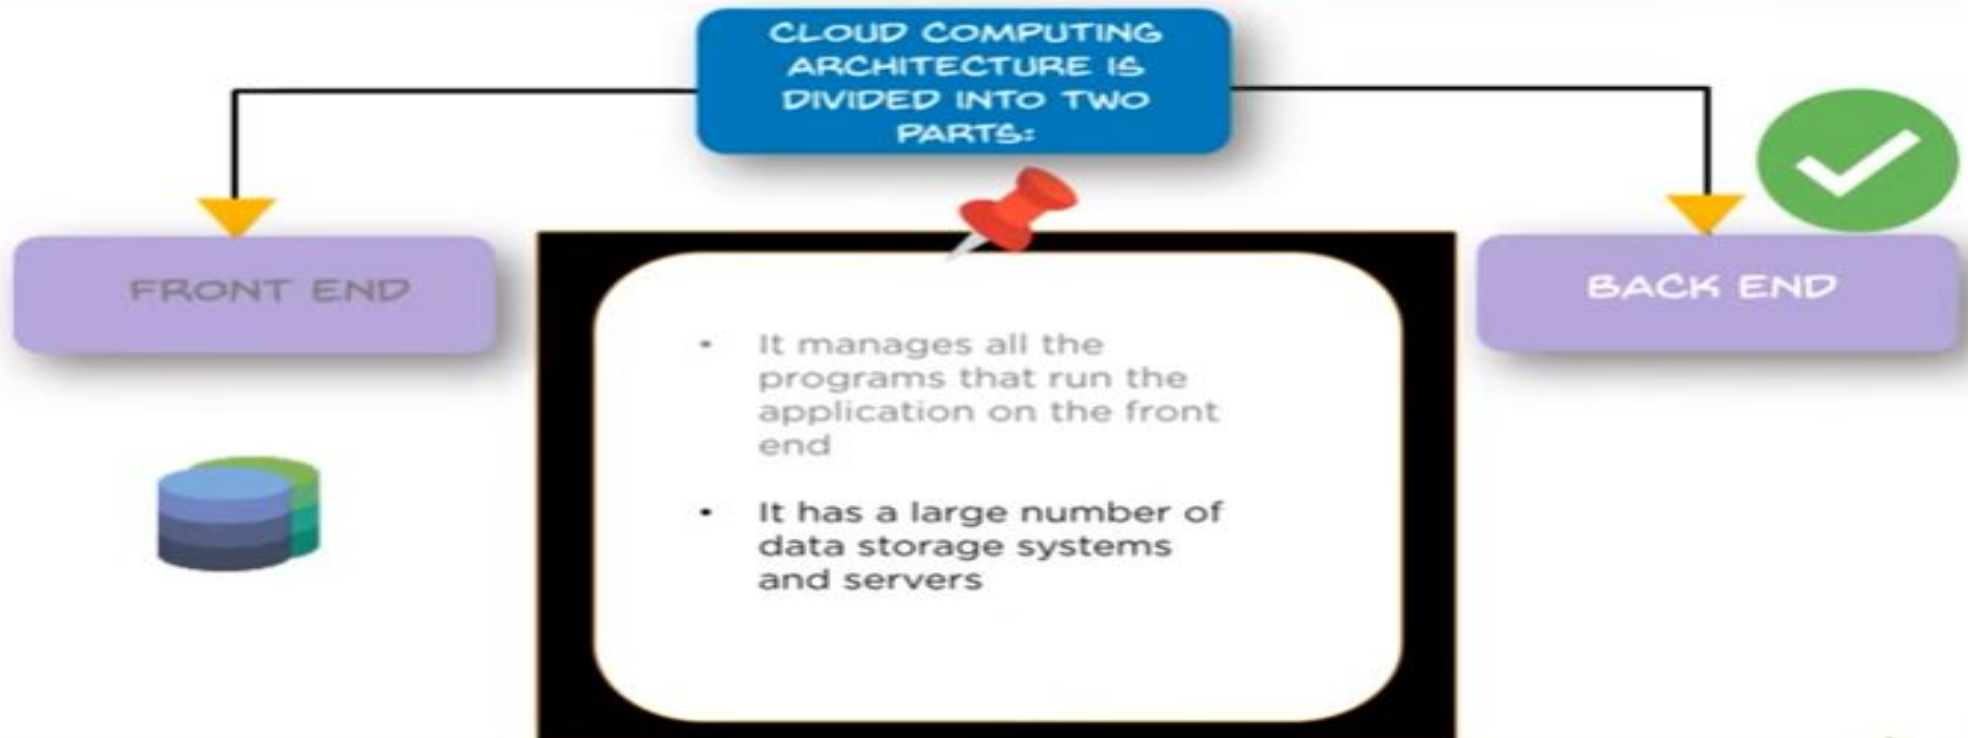 CLOUD COMPUTING
ARCHITECTURE IS
DIVIDED INTO TWO
PARTS:
FRONT END
BACK END
• It manages all the
programs that run the
application on the front
end
• It has a large number of
data storage systems
and servers